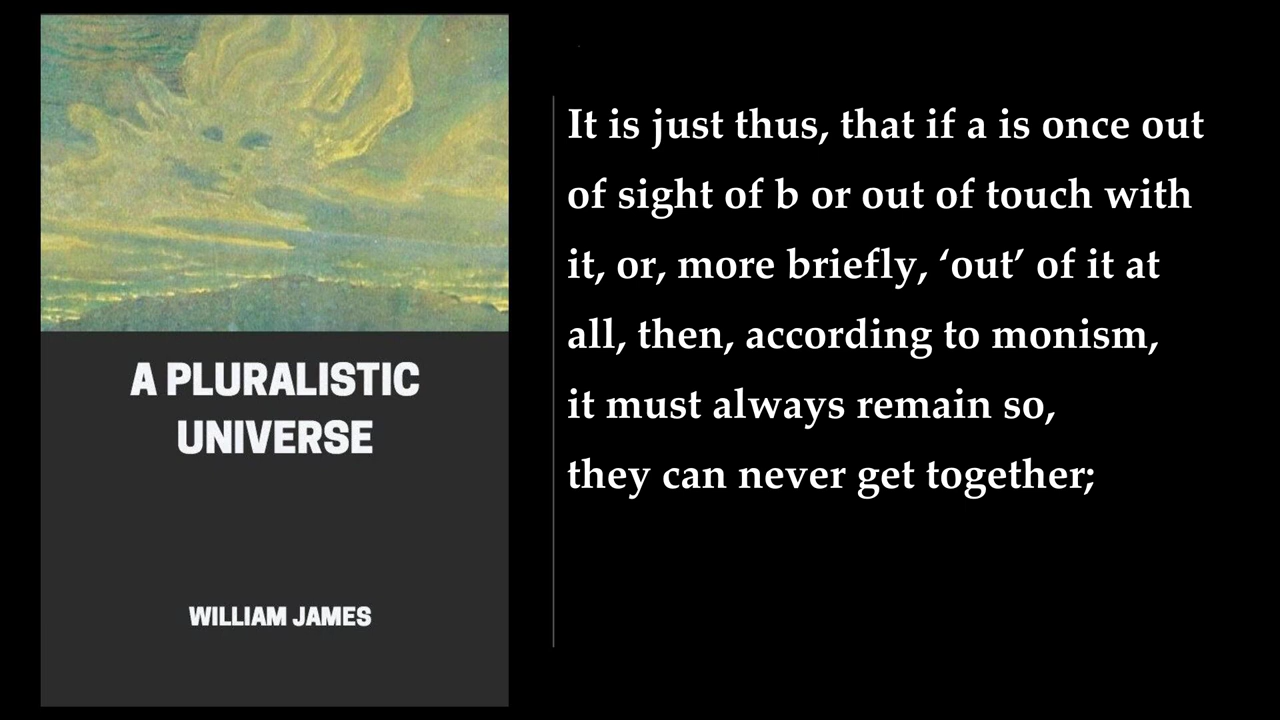 A PLURALISTIC
UNIVERSE
WILLIAM JAMES
It is just thus, that if a is once out
of sight of b or out of touch with
it, or, more briefly, ‘out’ of it at
all, then, according to monism,
it must always remain so,
they can never get together;